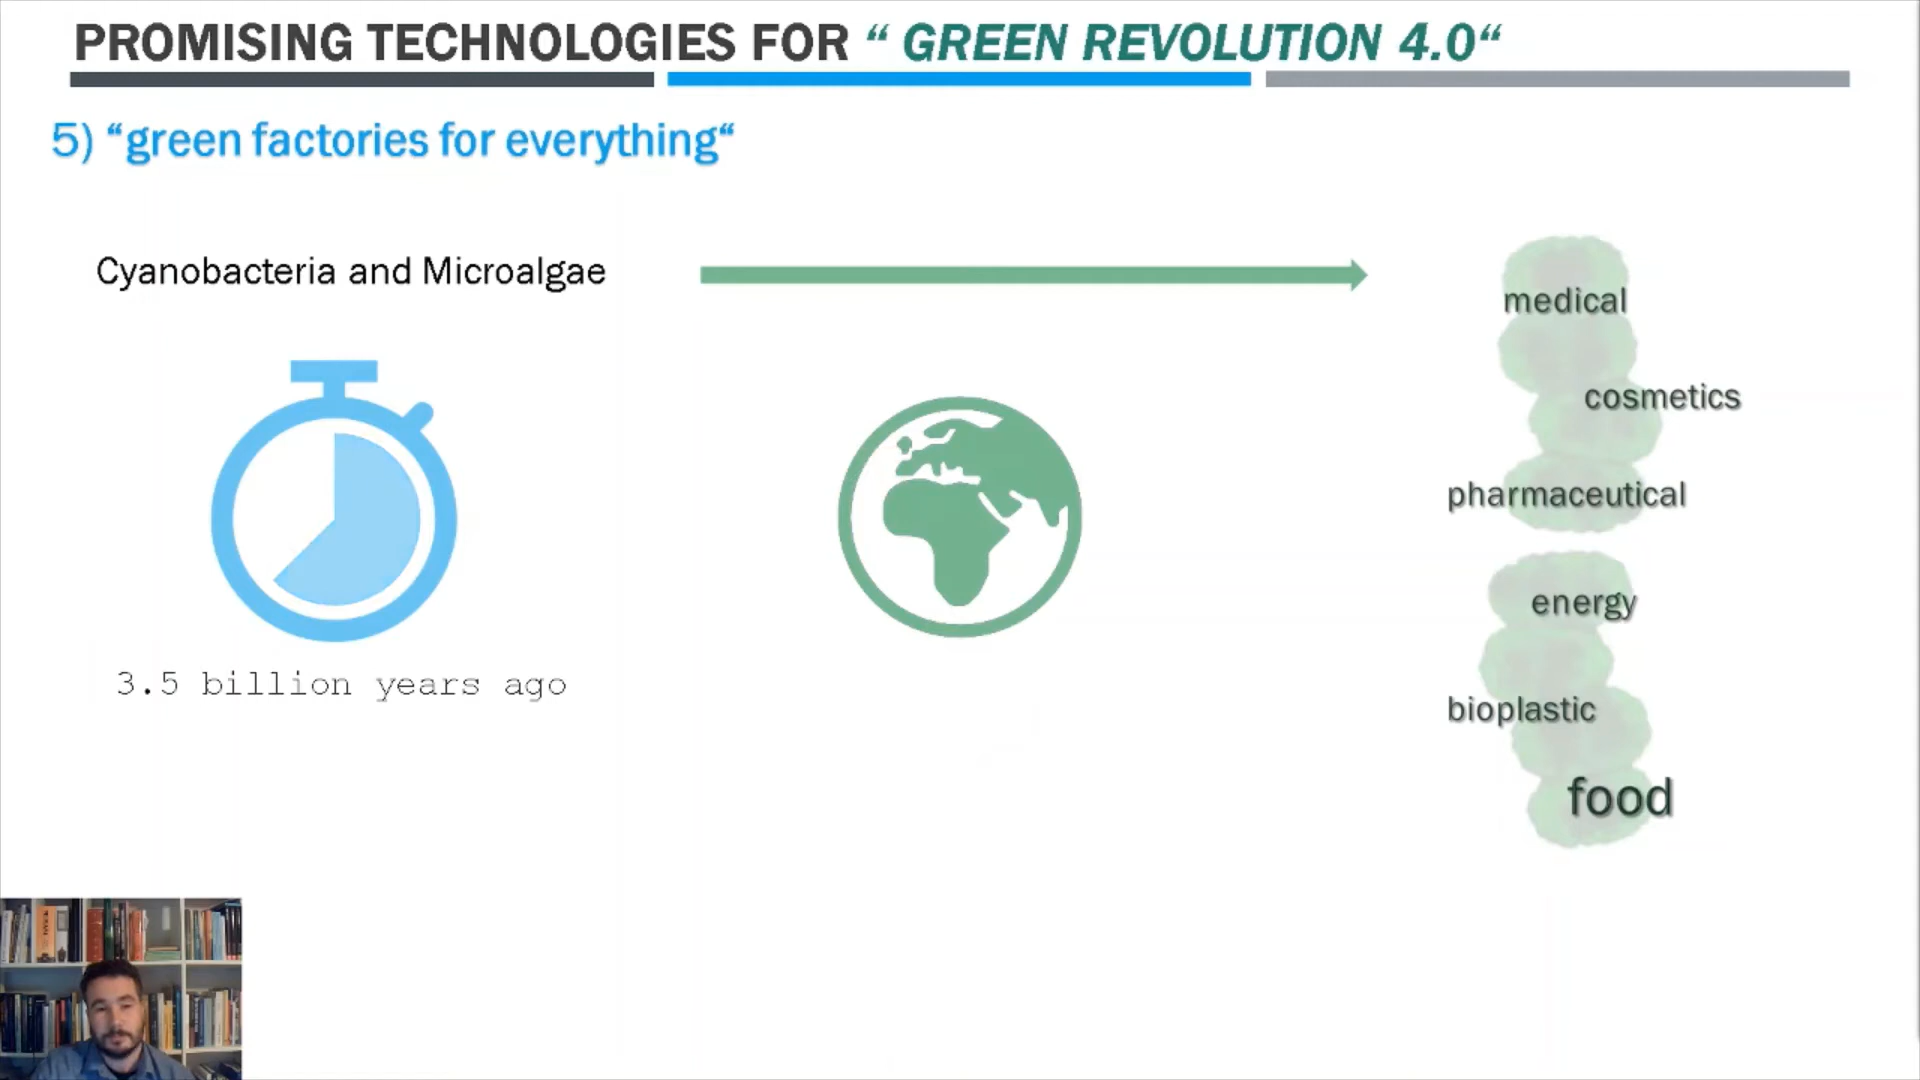 PROMISING TECHNOLOGIES FOR “ GREEN REVOLUTION 4.0“
5) “green factories for everything“
Cyanobacteria and Microalgae
medical
cosmetics
pharmaceutical
energy
3.5 billion years ago
bioplastic
food